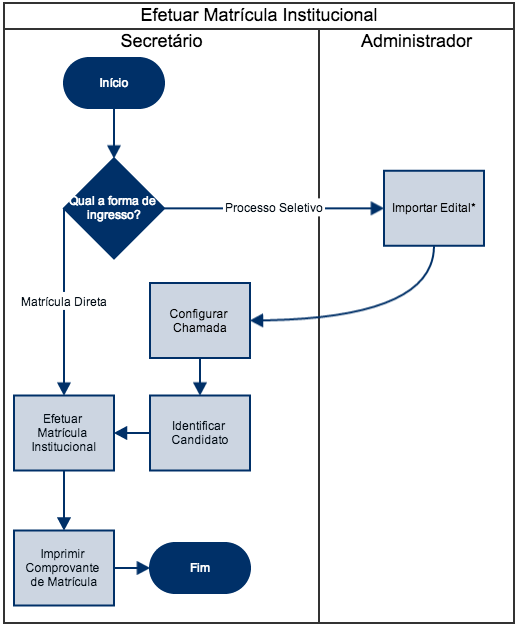 Efetuar Matrícula Institucional
Secretário
Administrador
Início
Qual a forma de
ingresso?
Processo Seletivo
Importar Edital*
Matrícula Direta
Configurar
Chamada
Efetuar
Matrícula
Institucional
Identificar
Candidato
Imprimir
Comprovante
de Matrícula
Fim